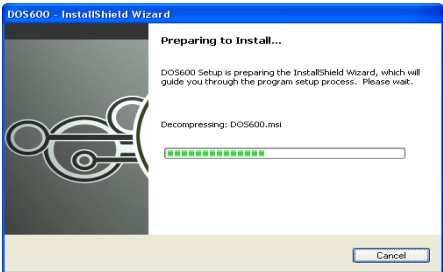 DOS600 - InstallShield Wizard
Preparing to Install...
DOS600 Setup is preparing the InstallShield Wizard, which will
guide you through the program setup process. Please wait.
Decompressing: DOS600.msi
Cancel